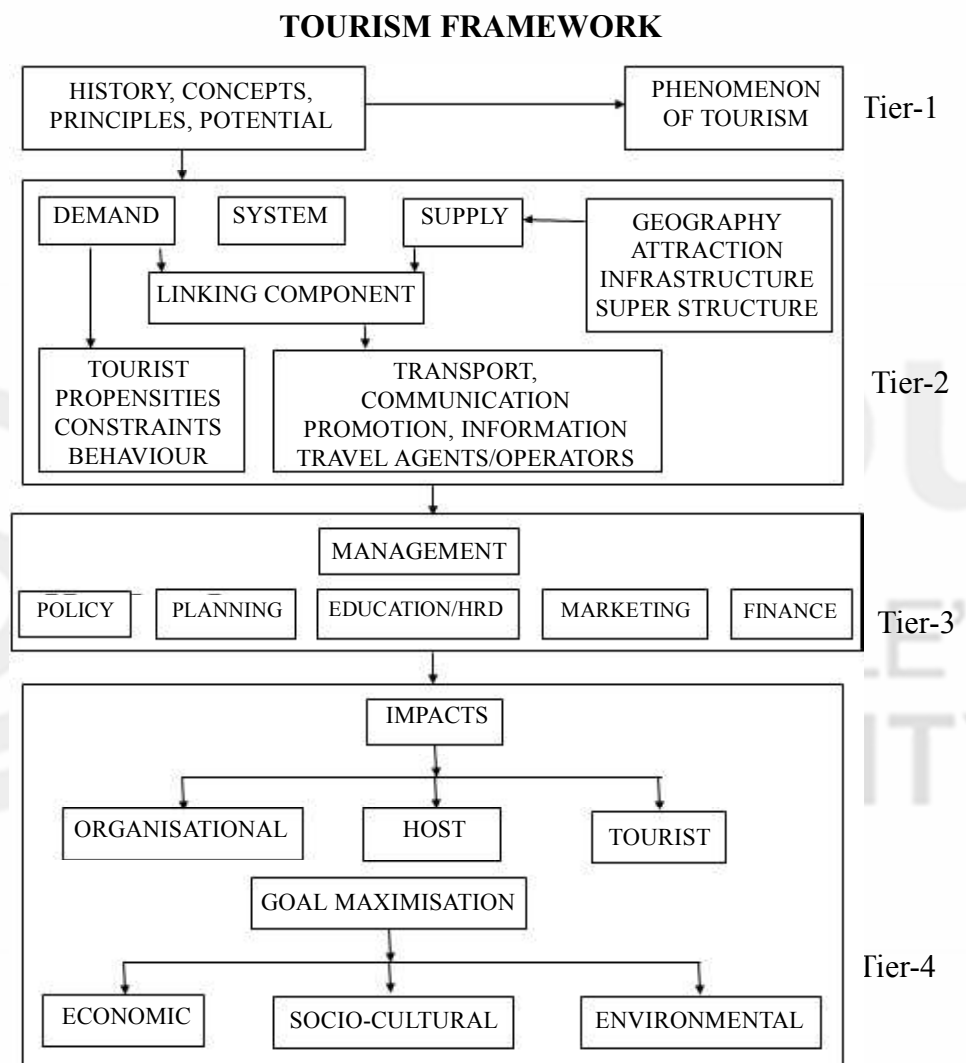 TOURISM FRAMEWORK
HISTORY, CONCEPTS,
PRINCIPLES, POTENTIAL
PHENOMENON
OF TOURISM
Tier-1
DEMAND
SYSTEM
SUPPLY
GEOGRAPHY
ATTRACTION
INFRASTRUCTURE
SUPER STRUCTURE
LINKING COMPONENT
TOURIST
PROPENSITIES
CONSTRAINTS
BEHAVIOUR
TRANSPORT,
COMMUNICATION
PROMOTION, INFORMATION
TRAVEL AGENTS/OPERATORS
Tier-2
MANAGEMENT
POLICY
PLANNING
EDUCATION/HRD
MARKETING
FINANCE
Tier-3
IMPACTS
ORGANISATIONAL
HOST
TOURIST
GOAL MAXIMISATION
Tier-4
ECONOMIC
SOCIO-CULTURAL
ENVIRONMENTAL